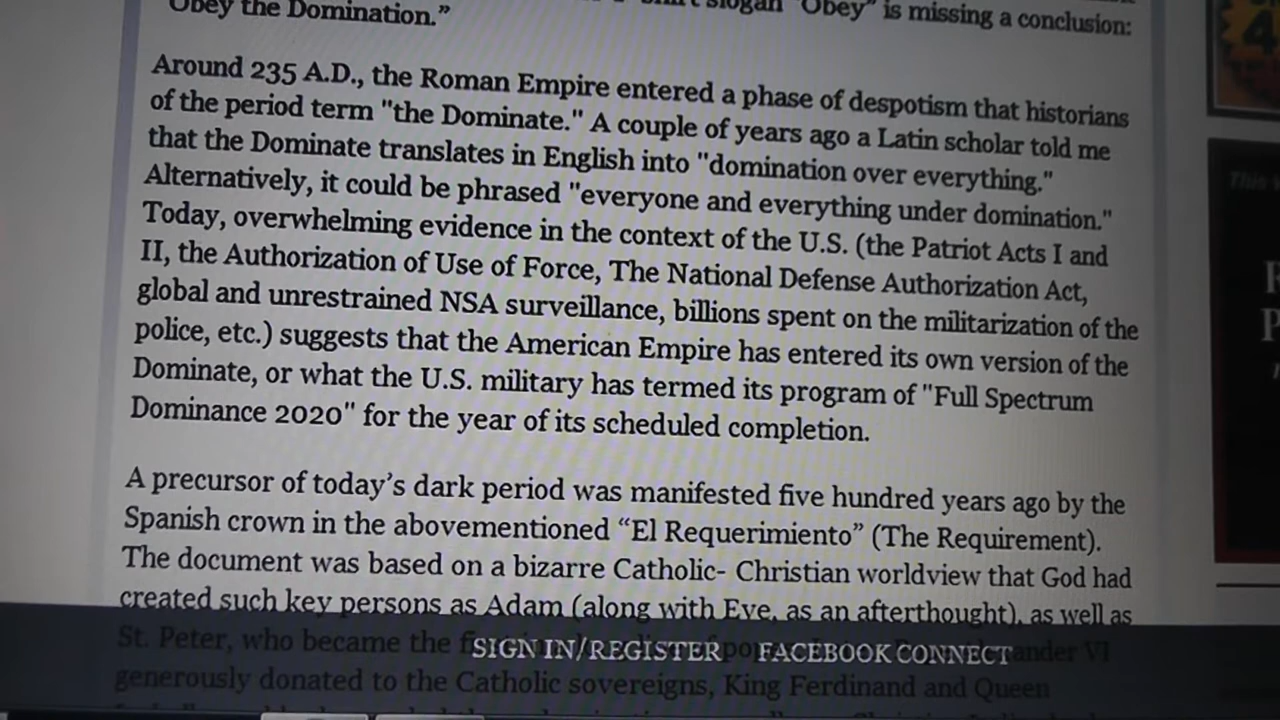 slogan "Obey" is missing a conclusion:
Obey the Domination.”
Around 235 A.D., the Roman Empire entered a phase of despotism that historians
of the period term "the Dominate." A couple of years ago a Latin scholar told me
that the Dominate translates in English into "domination over everything."
Alternatively, it could be phrased "everyone and everything under domination."
Today, overwhelming evidence in the context of the U.S. (the Patriot Acts I and
II, the Authorization of Use of Force, The National Defense Authorization Act,
global and unrestrained NSA surveillance, billions spent on the militarization of the
police, etc.) suggests that the American Empire has entered its own version of the
Dominate, or what the U.S. military has termed its program of "Full Spectrum
Dominance 2020" for the year of its scheduled completion.
A precursor of today’s dark period was manifested five hundred years ago by the
Spanish crown in the abovementioned “El Requerimiento” (The Requirement).
The document was based on a bizarre Catholic- Christian worldview that God had
created such key persons as Adam (along with Eve, as an afterthought), as well as
St. Peter, who became the
SIGN IN/REGISTER FACEBOOK CONNECT
generously donated to the Catholic sovereigns, King Ferdinand and Queen
4
This